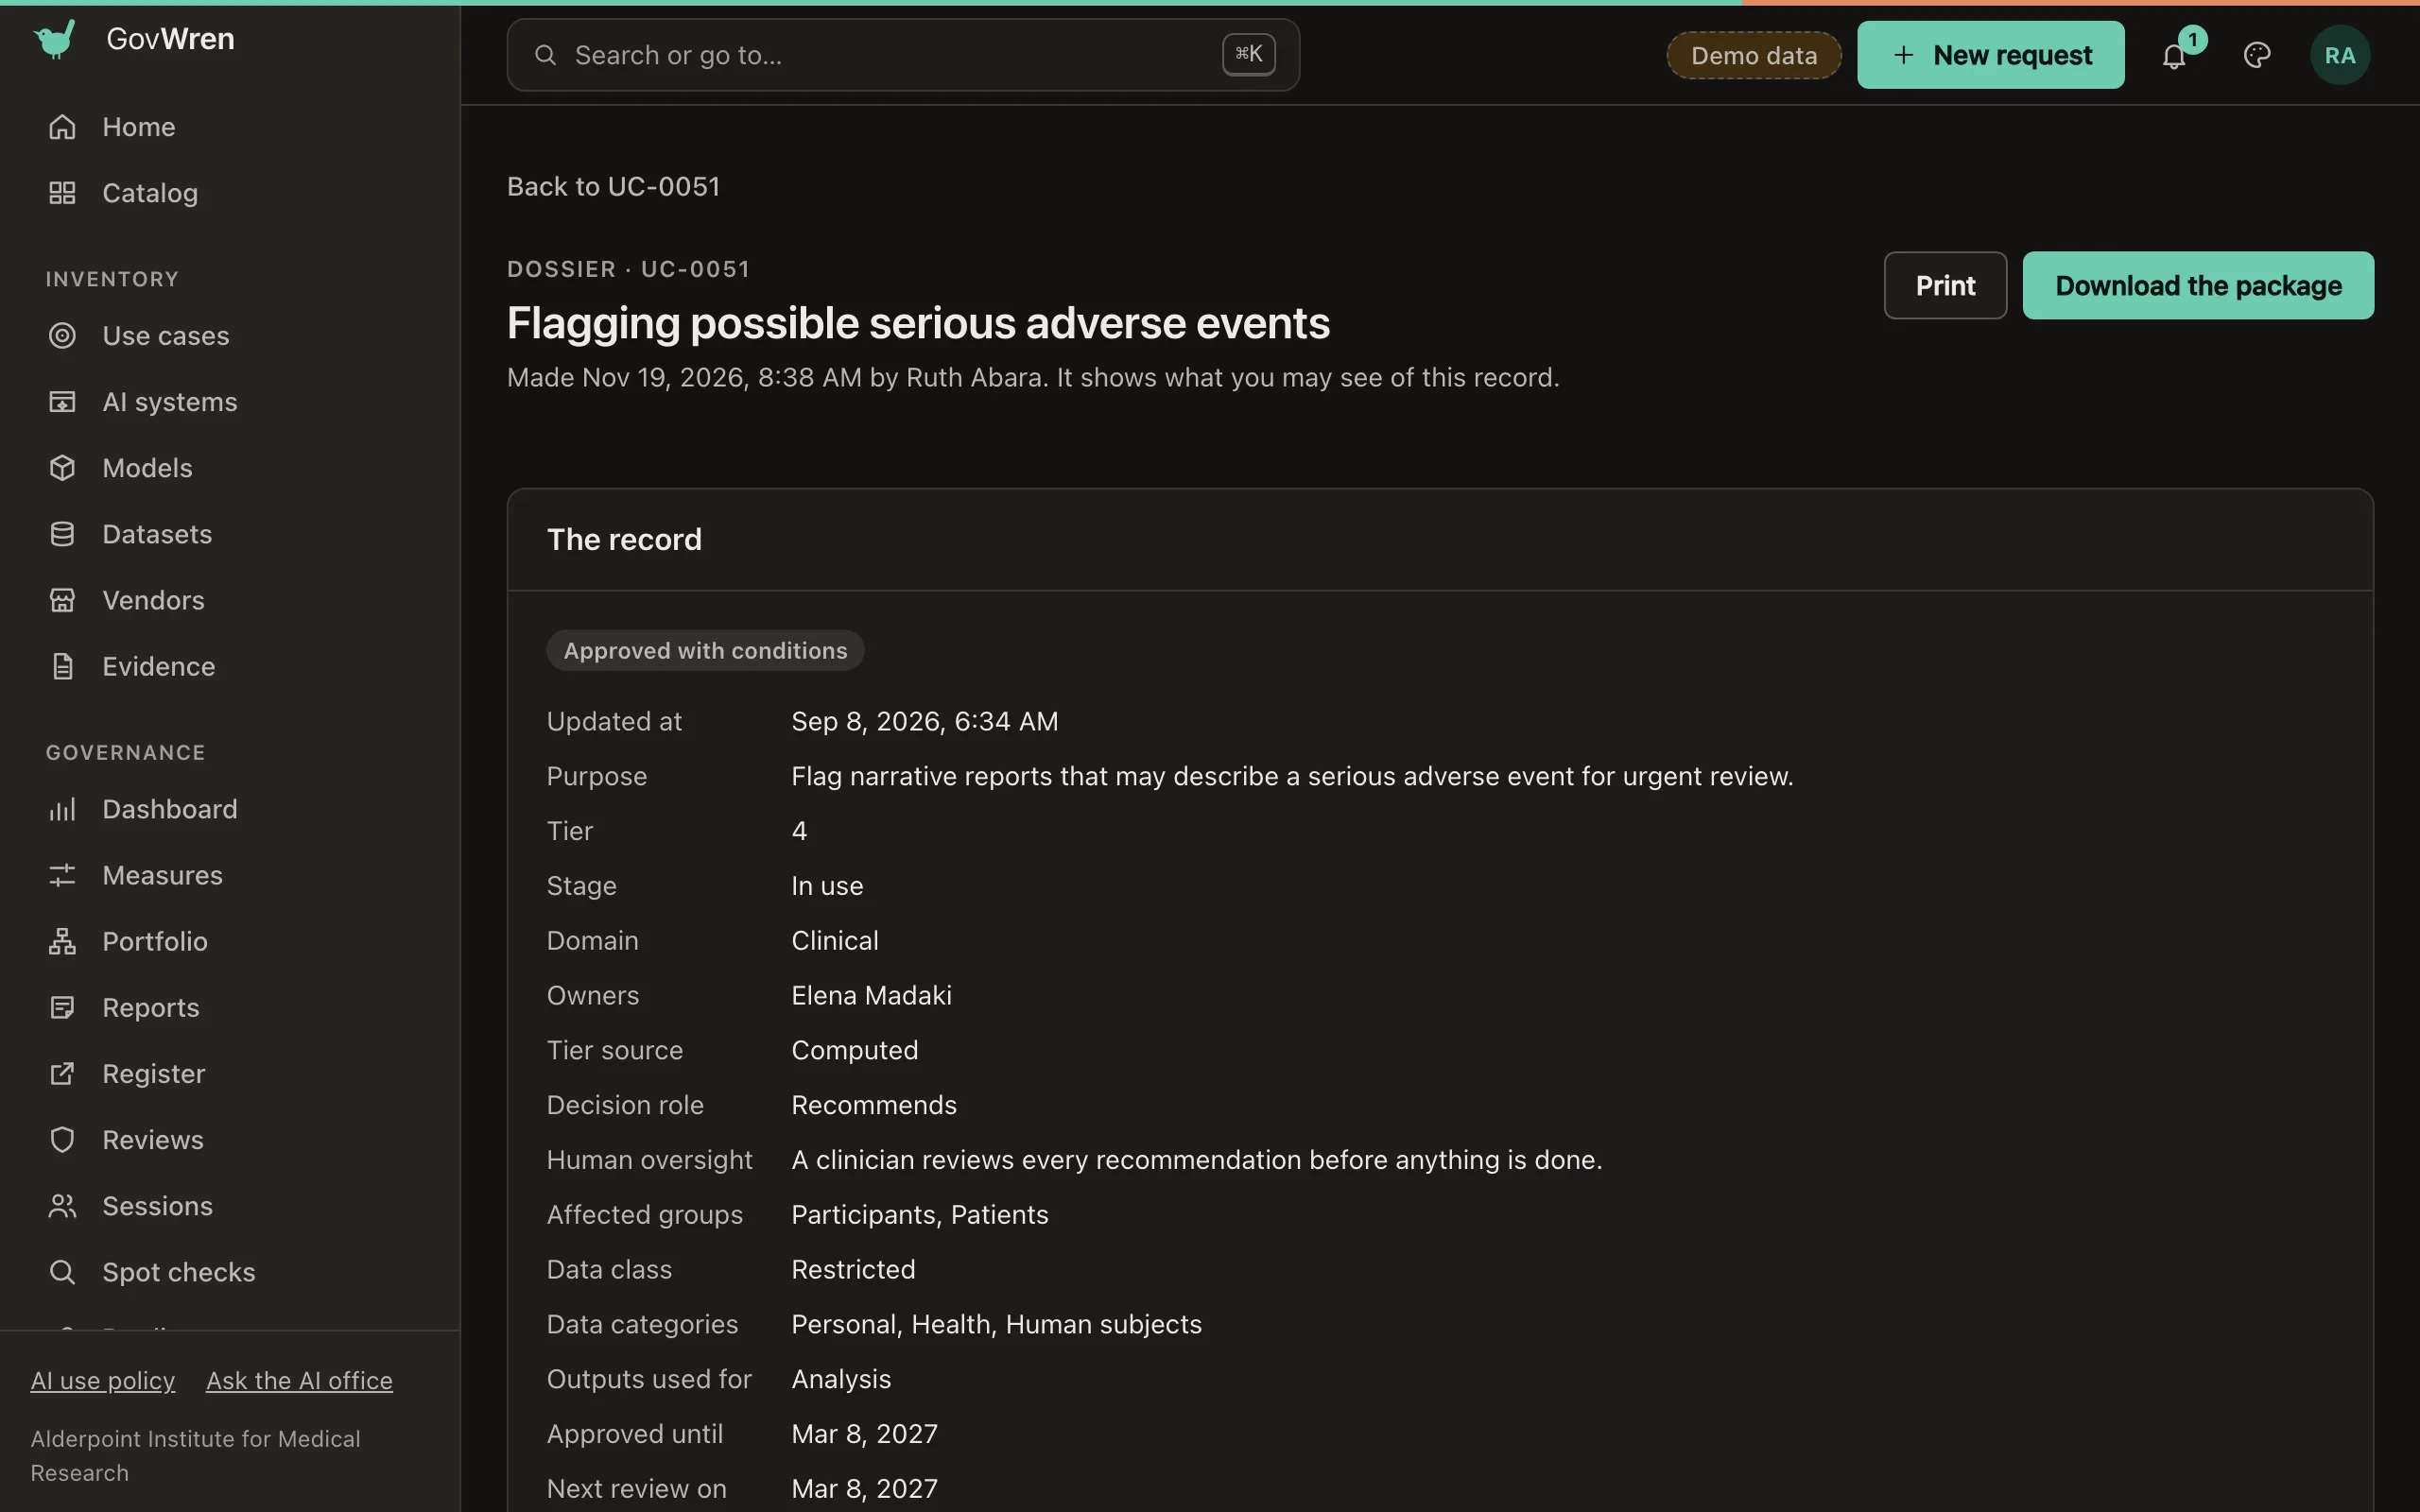 GovWren
Search or go to...
⌘K
Demo data
+ New request
1
RA
Home
Catalog
INVENTORY
Use cases
AI systems
Models
Datasets
Vendors
Evidence
GOVERNANCE
Dashboard
Measures
Portfolio
Reports
Register
Reviews
Sessions
Spot checks
AI use policy
Ask the AI office
Alderpoint Institute for Medical
Research
Back to UC-0051
DOSSIER · UC-0051
Flagging possible serious adverse events
Made Nov 19, 2026, 8:38 AM by Ruth Abara. It shows what you may see of this record.
Print
Download the package
The record
Approved with conditions
Updated at Sep 8, 2026, 6:34 AM
Purpose Flag narrative reports that may describe a serious adverse event for urgent review.
Tier 4
Stage In use
Domain Clinical
Owners Elena Madaki
Tier source Computed
Decision role Recommends
Human oversight A clinician reviews every recommendation before anything is done.
Affected groups Participants, Patients
Data class Restricted
Data categories Personal, Health, Human subjects
Outputs used for Analysis
Approved until Mar 8, 2027
Next review on Mar 8, 2027